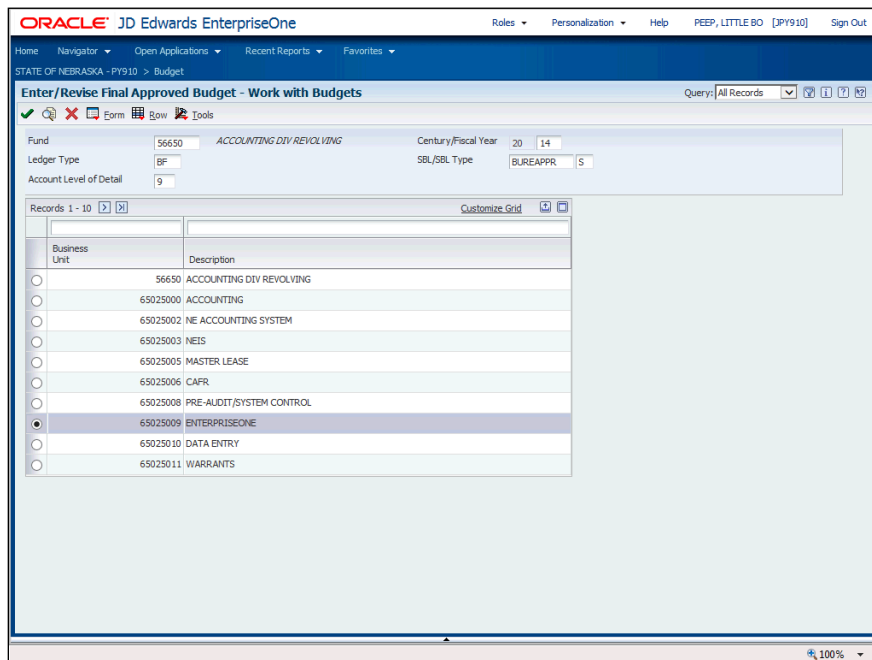 ORACLE JD Edwards EnterpriseOne Roles Personalization Help PEEP, LITTLE BO [JPY910] Sign Out
Home Navigator Open Applications Recent Reports Favorites
STATE OF NEBRASKA - PY910 > Budget
Enter/Revise Final Approved Budget - Work with Budgets Query: All Records
Form Row Tools
Fund 56650 ACCOUNTING DIV REVOLVING Century/Fiscal Year 20 14
Ledger Type BF SBL/SBL Type BUREAPPR S
Account Level of Detail 9
Records 1 - 10 Customize Grid
Business Unit Description
56650 ACCOUNTING DIV REVOLVING
65025000 ACCOUNTING
65025002 NE ACCOUNTING SYSTEM
65025003 NEIS
65025005 MASTER LEASE
65025006 CAFR
65025008 PRE-AUDIT/SYSTEM CONTROL
65025009 ENTERPRISEONE
65025010 DATA ENTRY
65025011 WARRANTS
100%